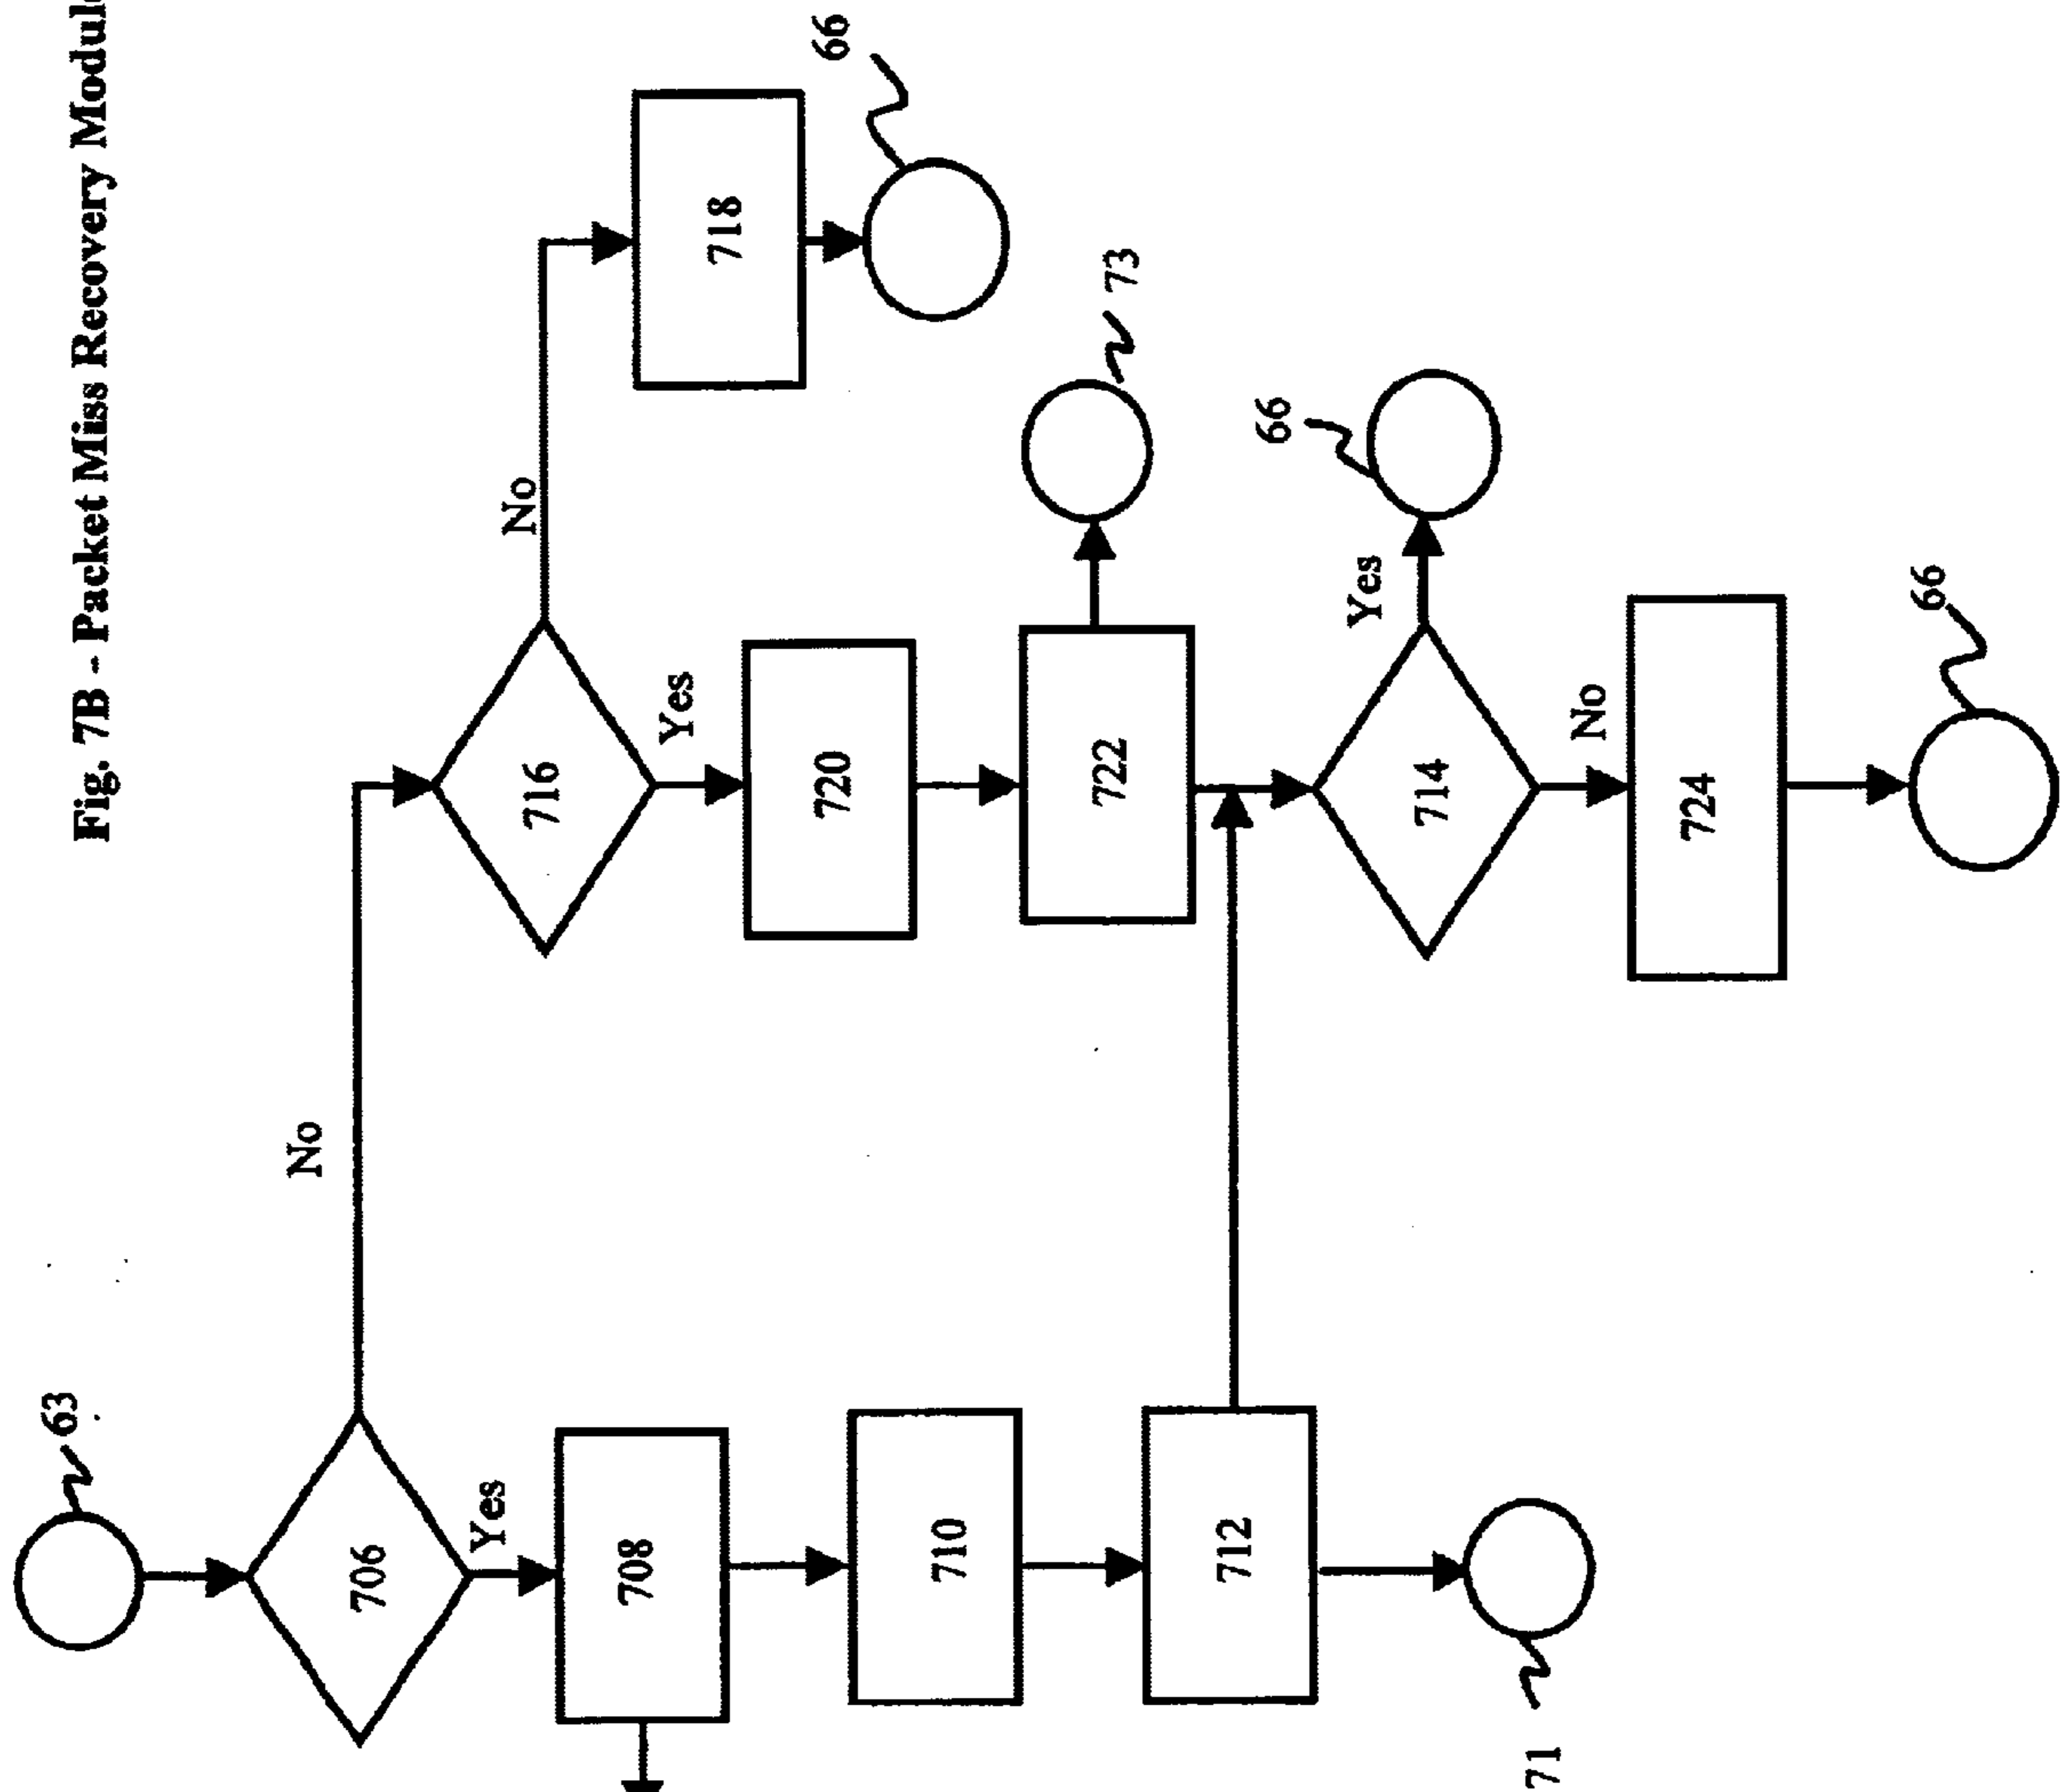 Fig. 7B - Packet Miss Recovery Modul
63
706
No
Yes
708
710
712
71
716
No
718
66
Yes
720
722
73
714
Yes
66
No
724
66